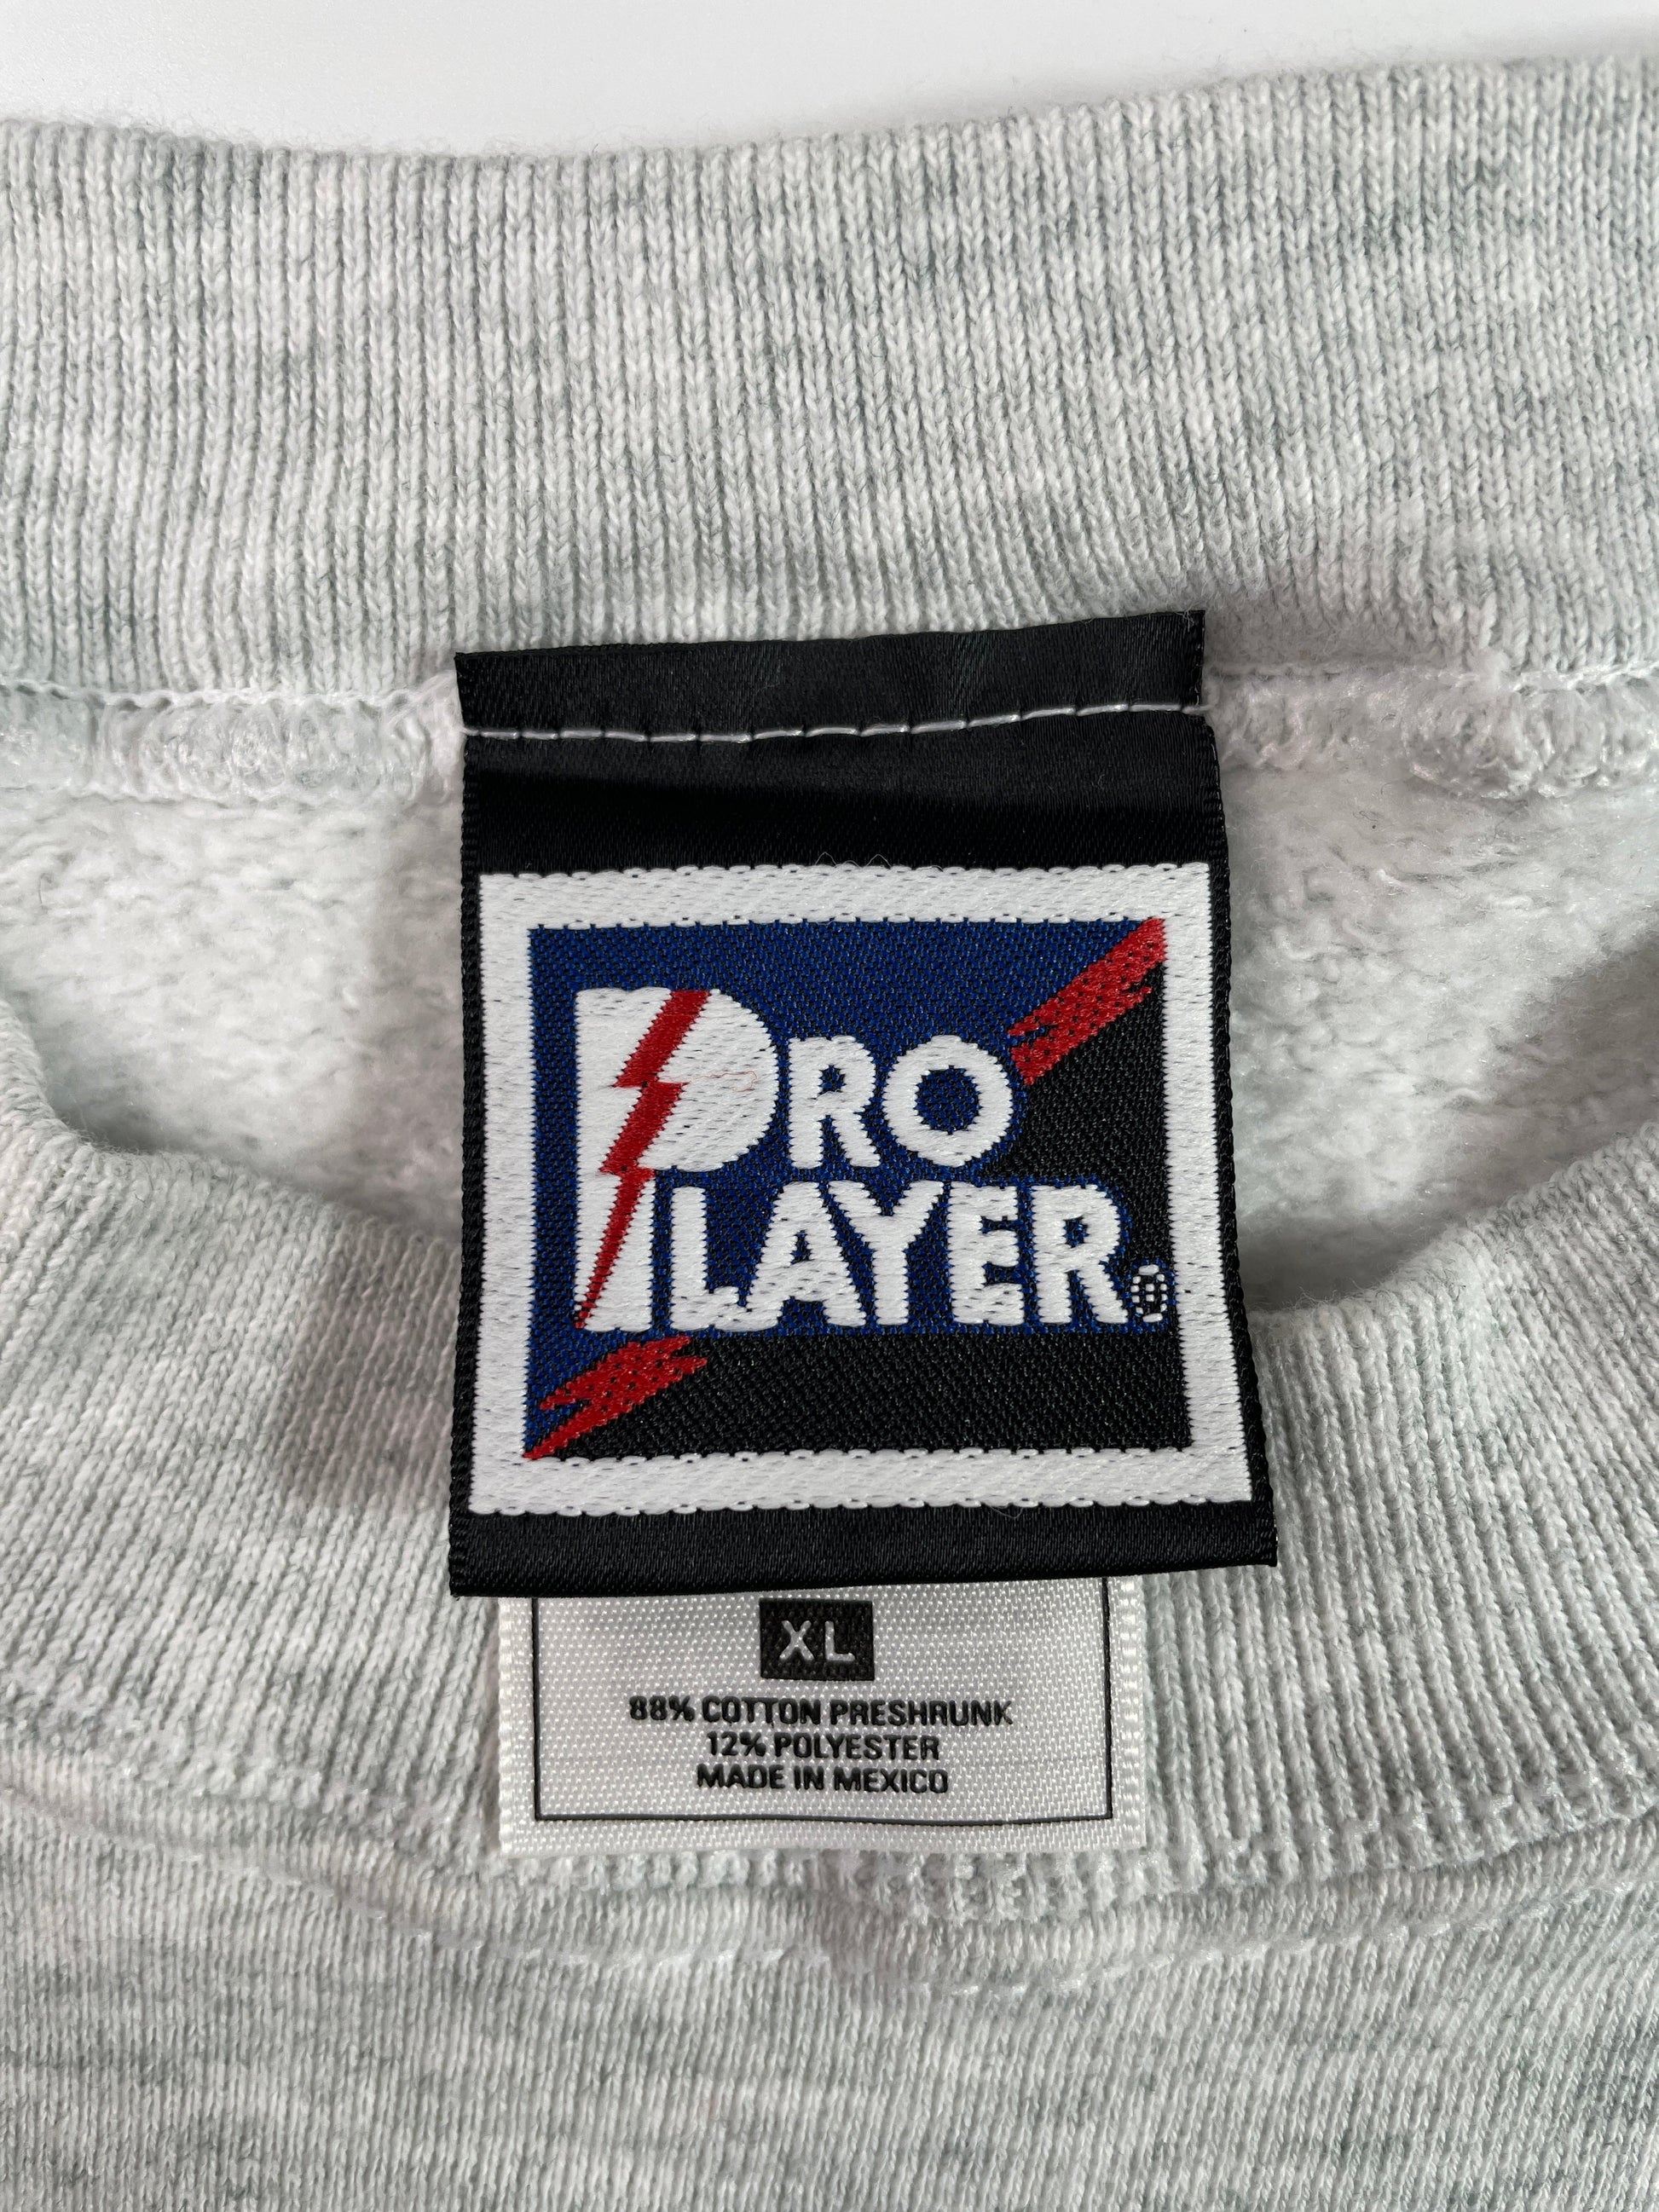 PRO
PLAYER®
XL
88% COTTON PRESHRUNK
12% POLYESTER
MADE IN MEXICO